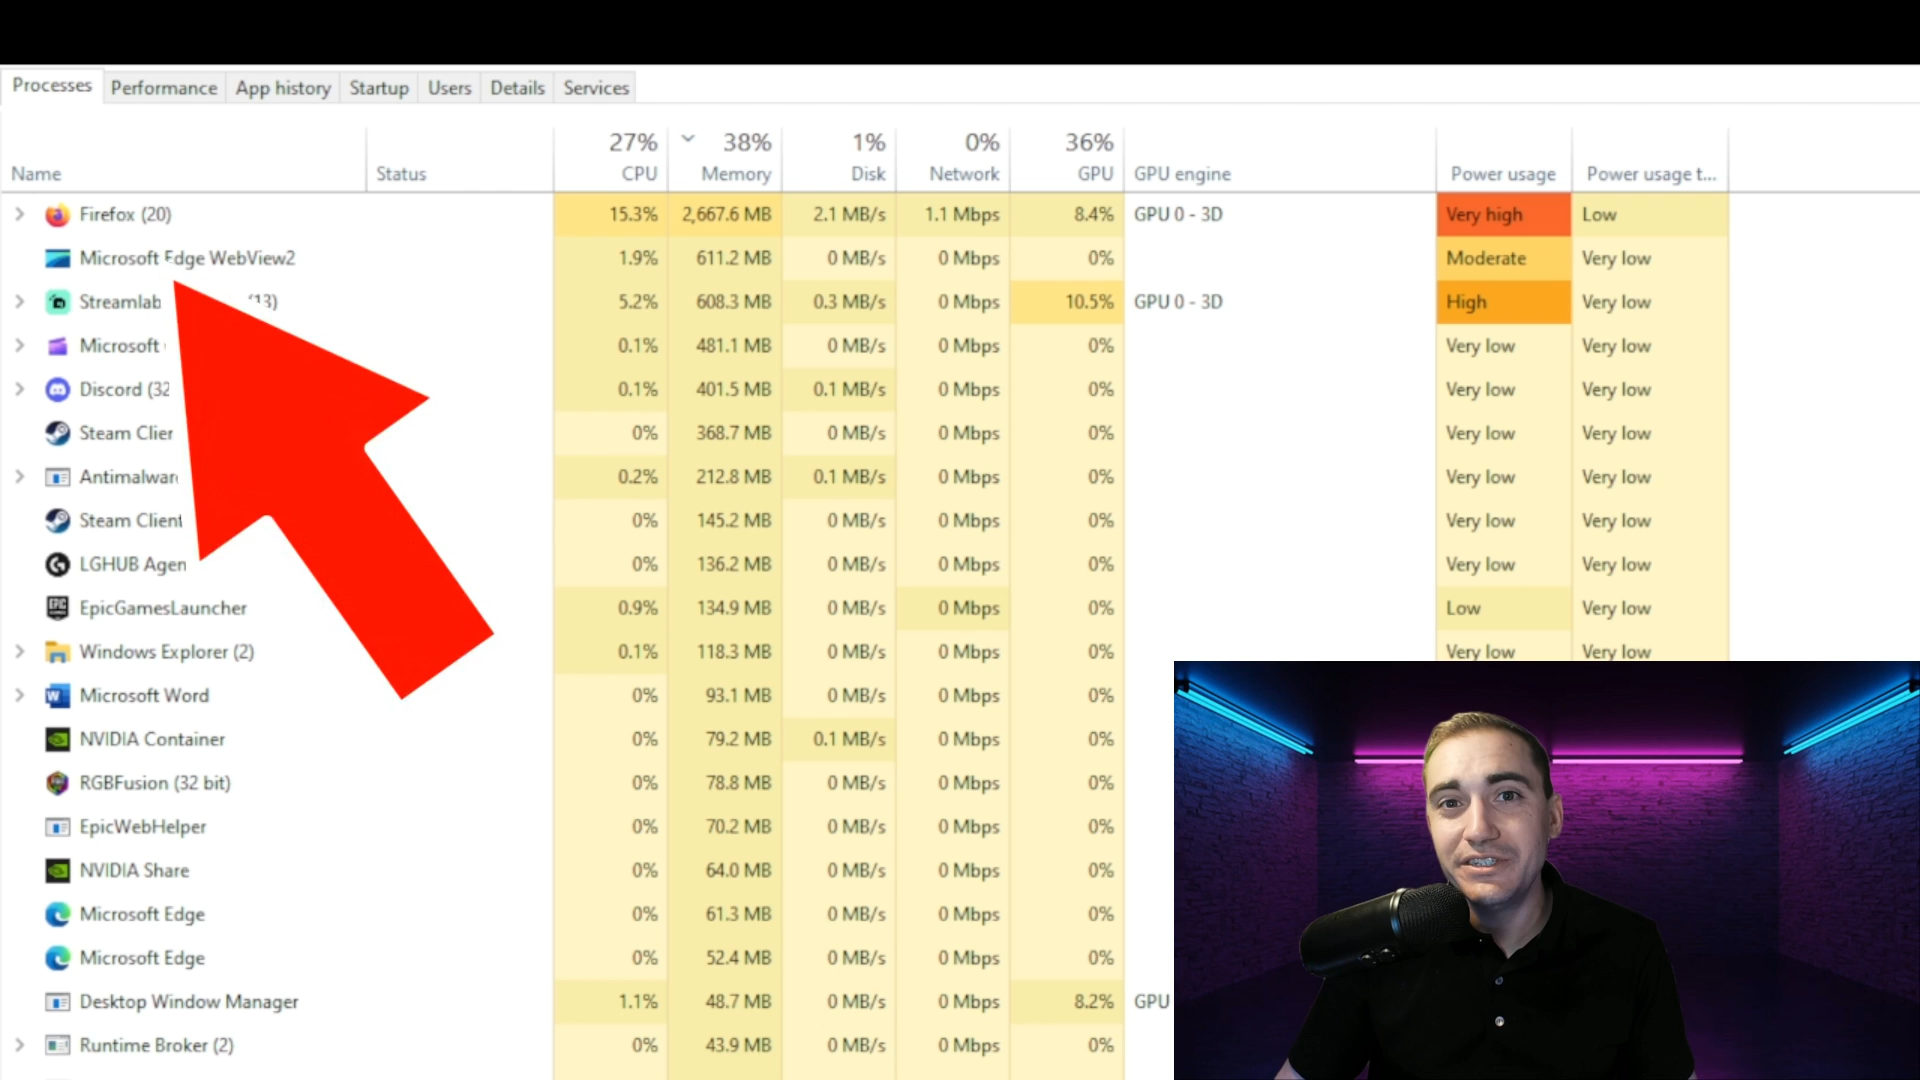 Processes Performance App history Startup Users Details Services
27% 38% 1% 0% 36%
Name Status CPU Memory Disk Network GPU GPU engine Power usage Power usage t...
Firefox (20) 15.3% 2,667.6 MB 2.1 MB/s 1.1 Mbps 8.4% GPU 0 - 3D Very high Low
Microsoft Edge WebView2 1.9% 611.2 MB 0 MB/s 0 Mbps 0% Moderate Very low
Streamlab (13) 5.2% 608.3 MB 0.3 MB/s 0 Mbps 10.5% GPU 0 - 3D High Very low
Microsoft 0.1% 481.1 MB 0 MB/s 0 Mbps 0% Very low Very low
Discord (32 0.1% 401.5 MB 0.1 MB/s 0 Mbps 0% Very low Very low
Steam Clien 0% 368.7 MB 0 MB/s 0 Mbps 0% Very low Very low
Antimalware 0.2% 212.8 MB 0.1 MB/s 0 Mbps 0% Very low Very low
Steam Client 0% 145.2 MB 0 MB/s 0 Mbps 0% Very low Very low
LGHUB Agen 0% 136.2 MB 0 MB/s 0 Mbps 0% Very low Very low
EpicGamesLauncher 0.9% 134.9 MB 0 MB/s 0 Mbps 0% Low Very low
Windows Explorer (2) 0.1% 118.3 MB 0 MB/s 0 Mbps 0% Very low Very low
Microsoft Word 0% 93.1 MB 0 MB/s 0 Mbps 0%
NVIDIA Container 0% 79.2 MB 0.1 MB/s 0 Mbps 0%
RGBFusion (32 bit) 0% 78.8 MB 0 MB/s 0 Mbps 0%
EpicWebHelper 0% 70.2 MB 0 MB/s 0 Mbps 0%
NVIDIA Share 0% 64.0 MB 0 MB/s 0 Mbps 0%
Microsoft Edge 0% 61.3 MB 0 MB/s 0 Mbps 0%
Microsoft Edge 0% 52.4 MB 0 MB/s 0 Mbps 0%
Desktop Window Manager 1.1% 48.7 MB 0 MB/s 0 Mbps 8.2% GPU
Runtime Broker (2) 0% 43.9 MB 0 MB/s 0 Mbps 0%